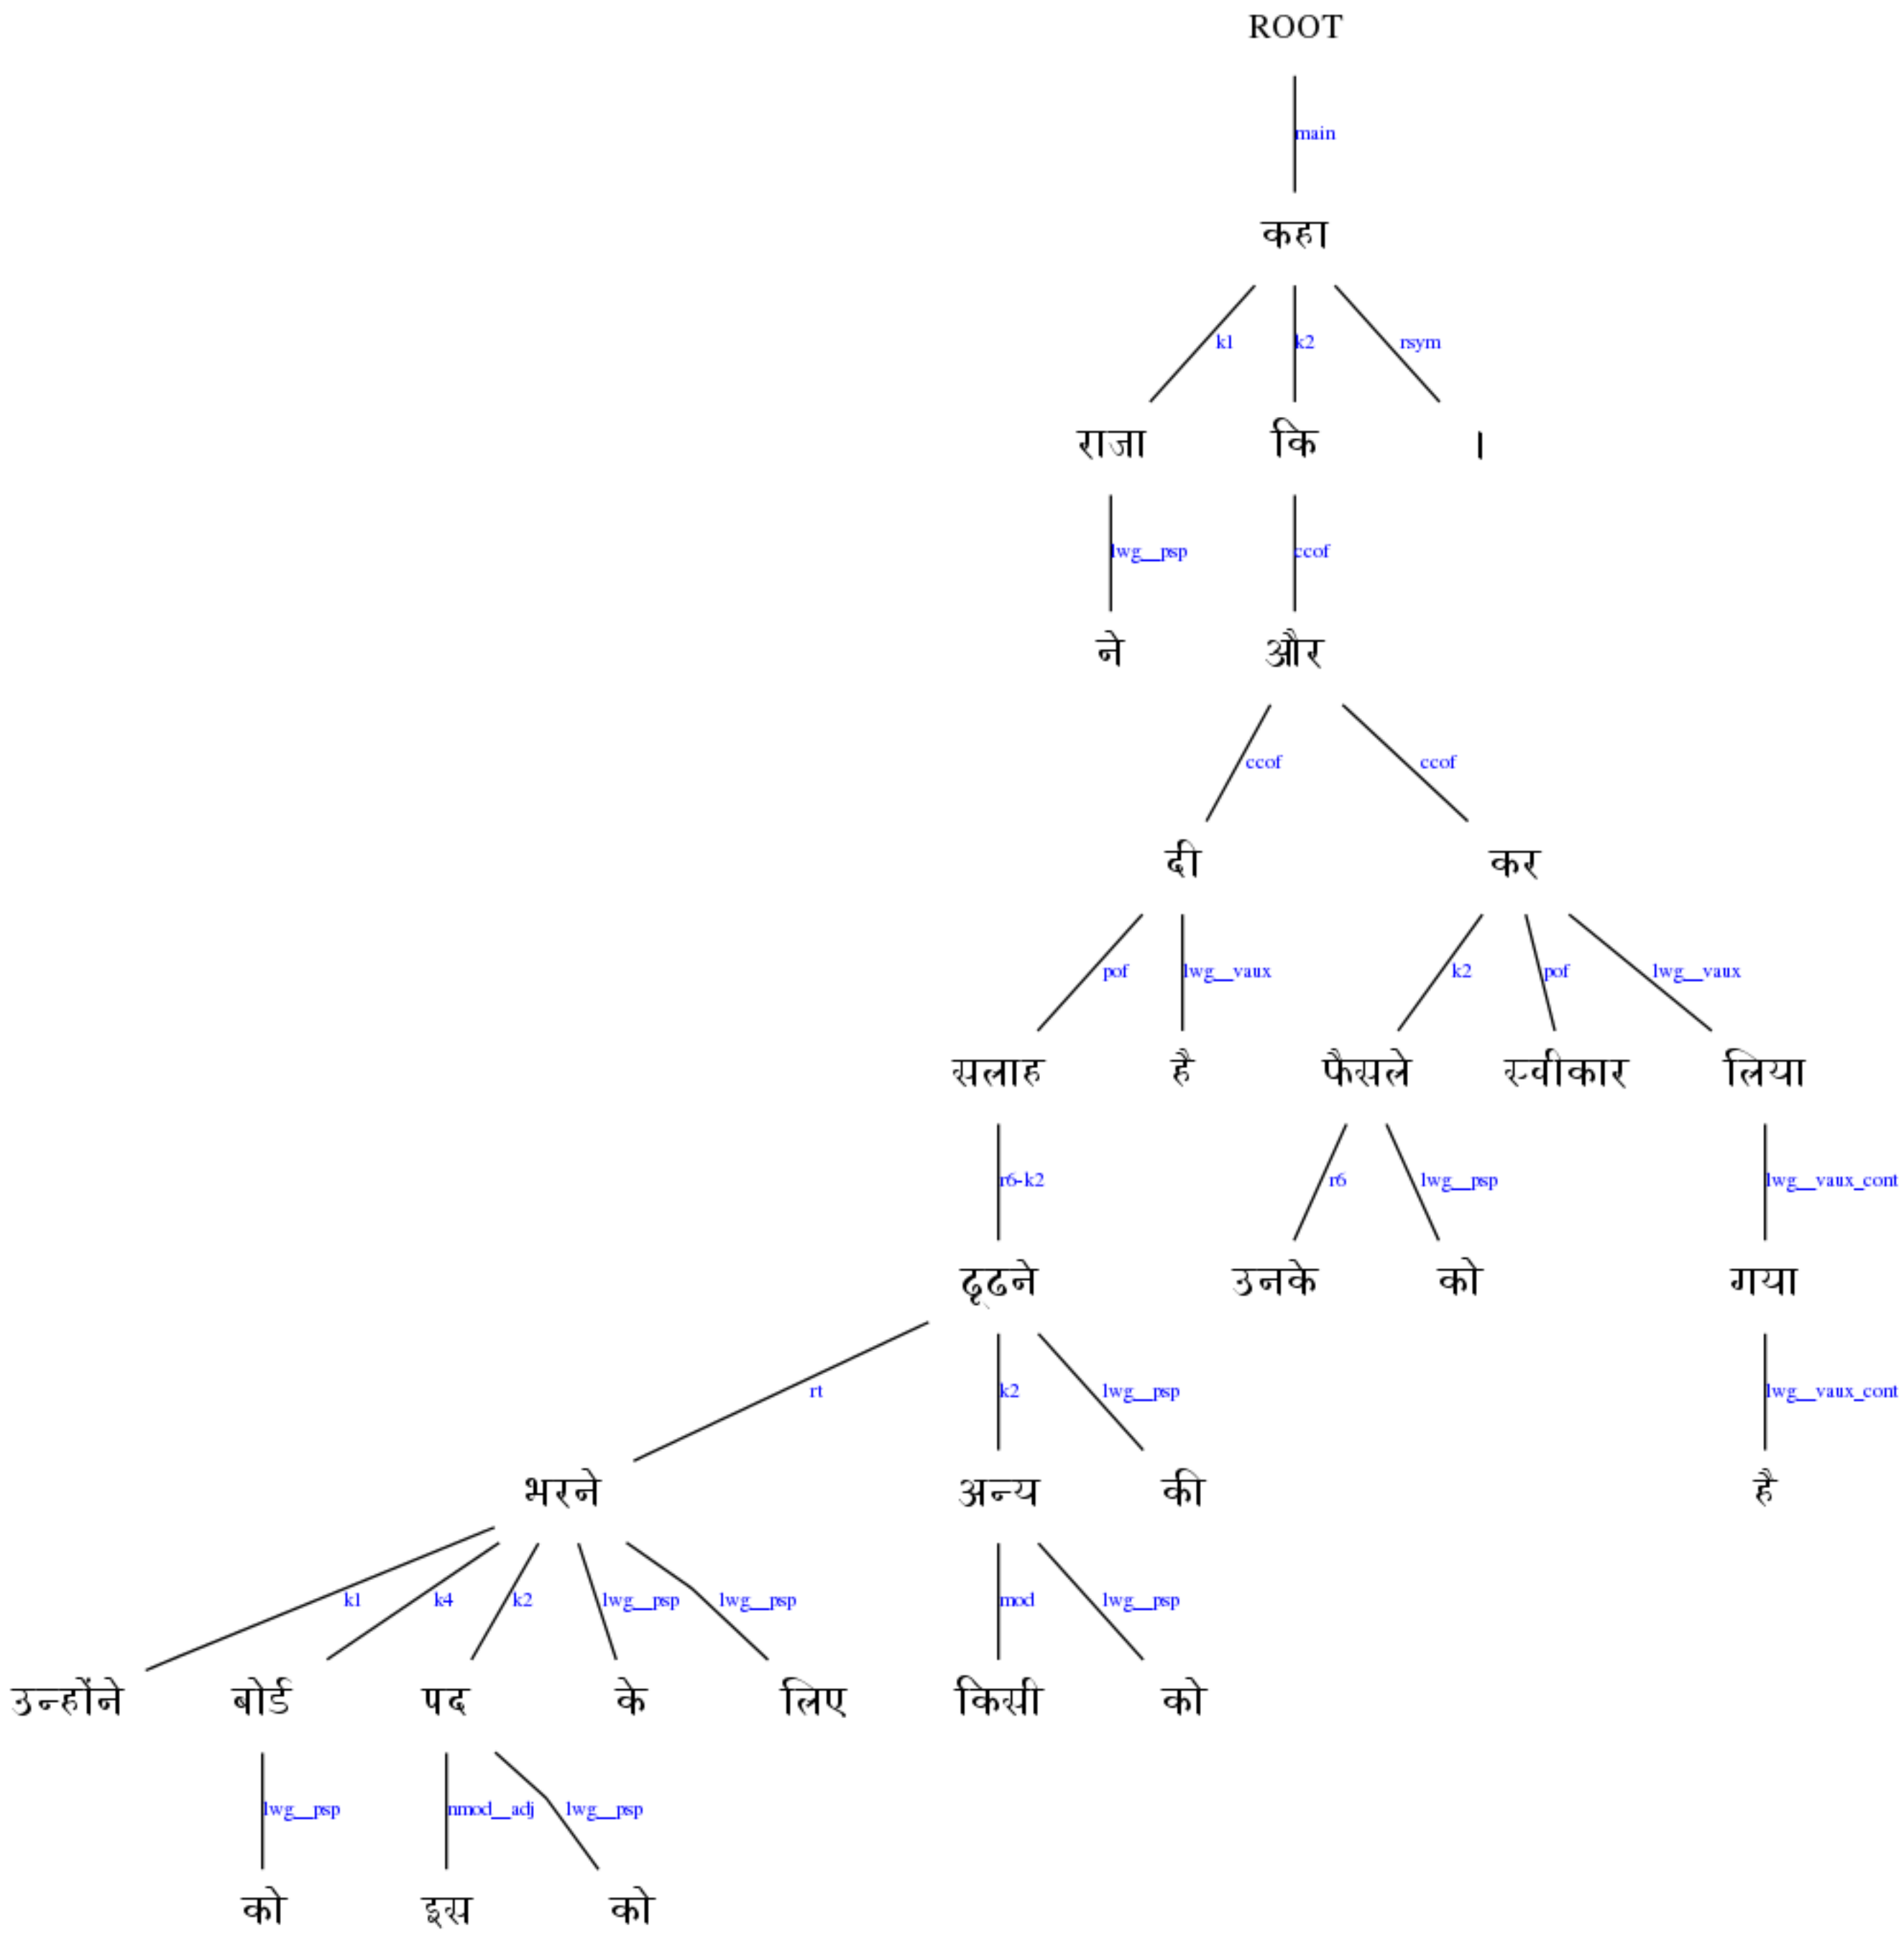 ROOT
main
कहा
k1 k2 rsym
राजा कि ।
lwg__psp ccof
ने और
ccof ccof
दी कर
pof lwg__vaux k2 pof lwg__vaux
सलाह है फैसले स्वीकार लिया
r6-k2 r6 lwg__psp lwg__vaux_cont
ढूढने उनके को गया
rt k2 lwg__psp lwg__vaux_cont
भरने अन्य की है
k1 k4 k2 lwg__psp lwg__psp mod lwg__psp
उन्होंने बोर्ड पद के लिए किसी को
lwg__psp nmod__adj lwg__psp
को इस को